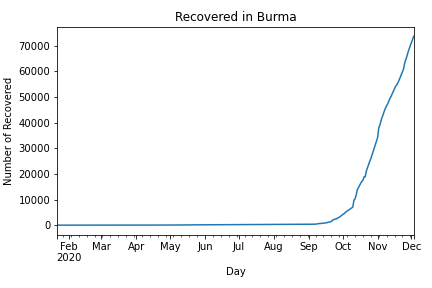 Recovered in Burma
Number of Recovered
70000
60000
50000
40000
30000
20000
10000
0
Feb Mar Apr May Jun Jul Aug Sep Oct Nov Dec
2020
Day